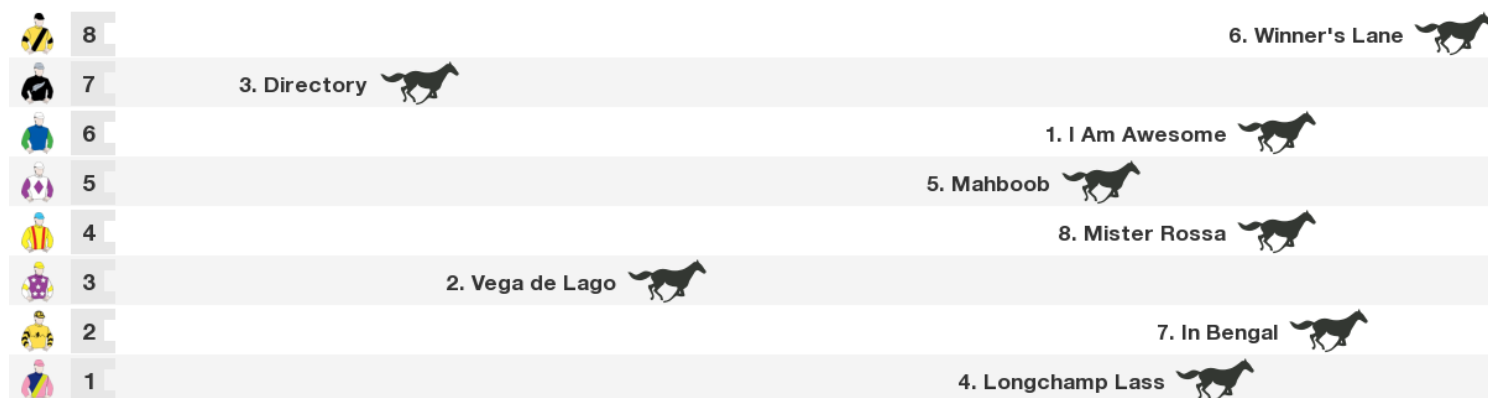 8 6. Winner's Lane
7 3. Directory
6 1. I Am Awesome
5 5. Mahboob
4 8. Mister Rossa
3 2. Vega de Lago
2 7. In Bengal
1 4. Longchamp Lass